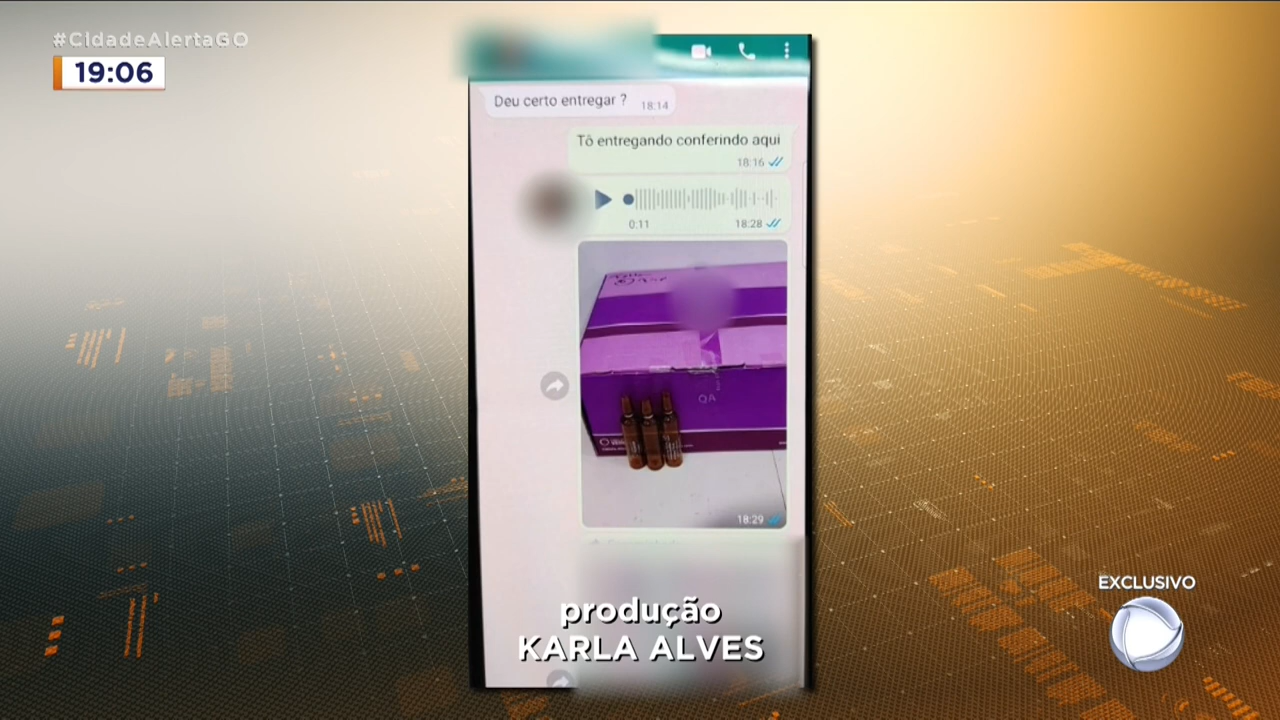 #CidadeAlertaGO
19:06
Deu certo entregar ?
18:14
Tô entregando conferindo aqui
18:16
0:11
18:28
QA
18:29
produção
KARLA ALVES
EXCLUSIVO